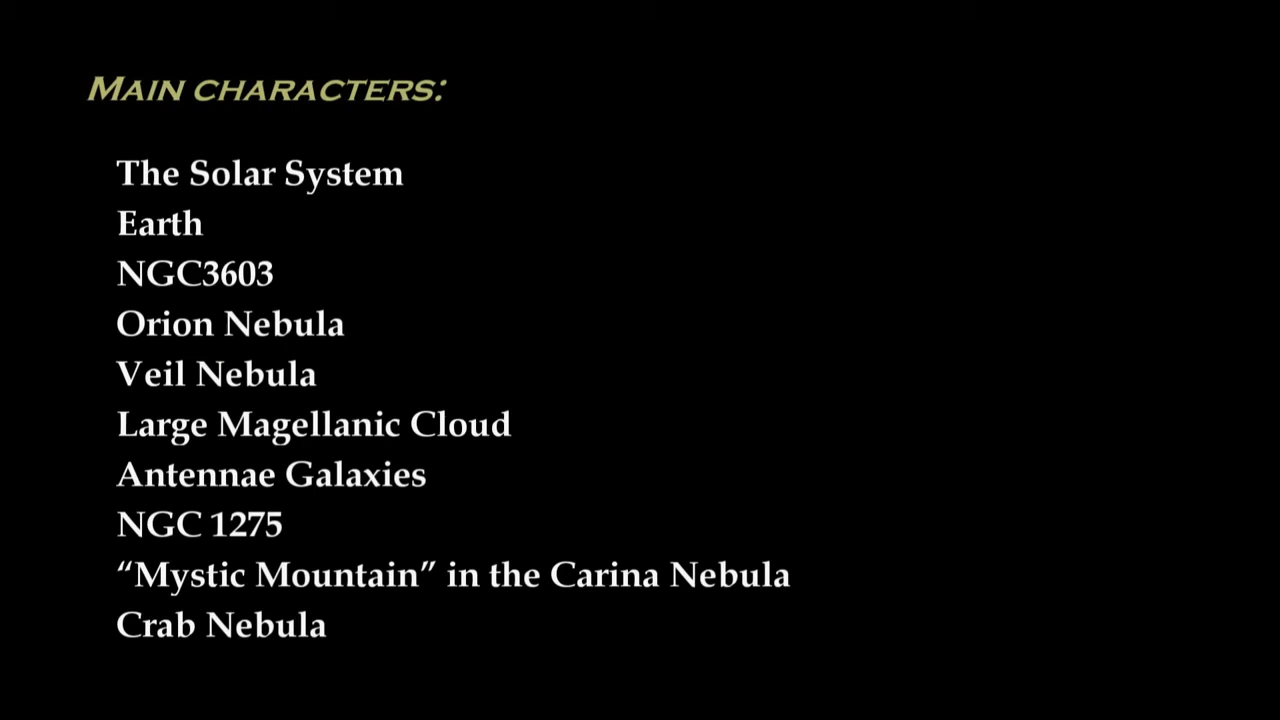 MAIN CHARACTERS:
The Solar System
Earth
NGC3603
Orion Nebula
Veil Nebula
Large Magellanic Cloud
Antennae Galaxies
NGC 1275
“Mystic Mountain” in the Carina Nebula
Crab Nebula